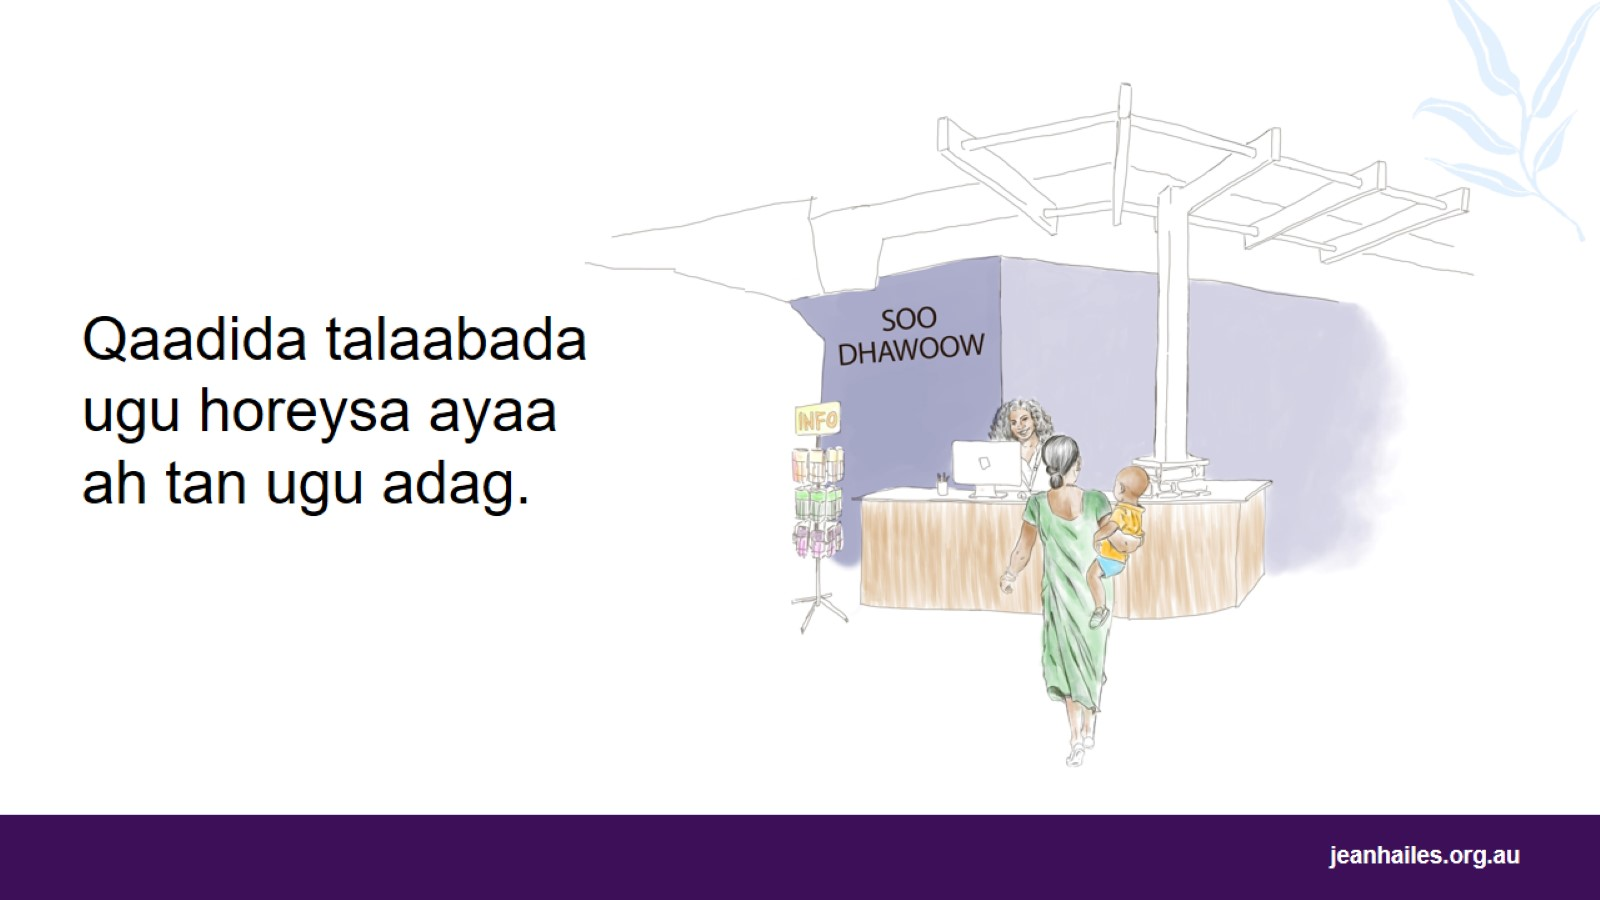 Qaadida talaabada
ugu horeysa ayaa
ah tan ugu adag.
SOO
DHAWOOW
INFO
jeanhailes.org.au